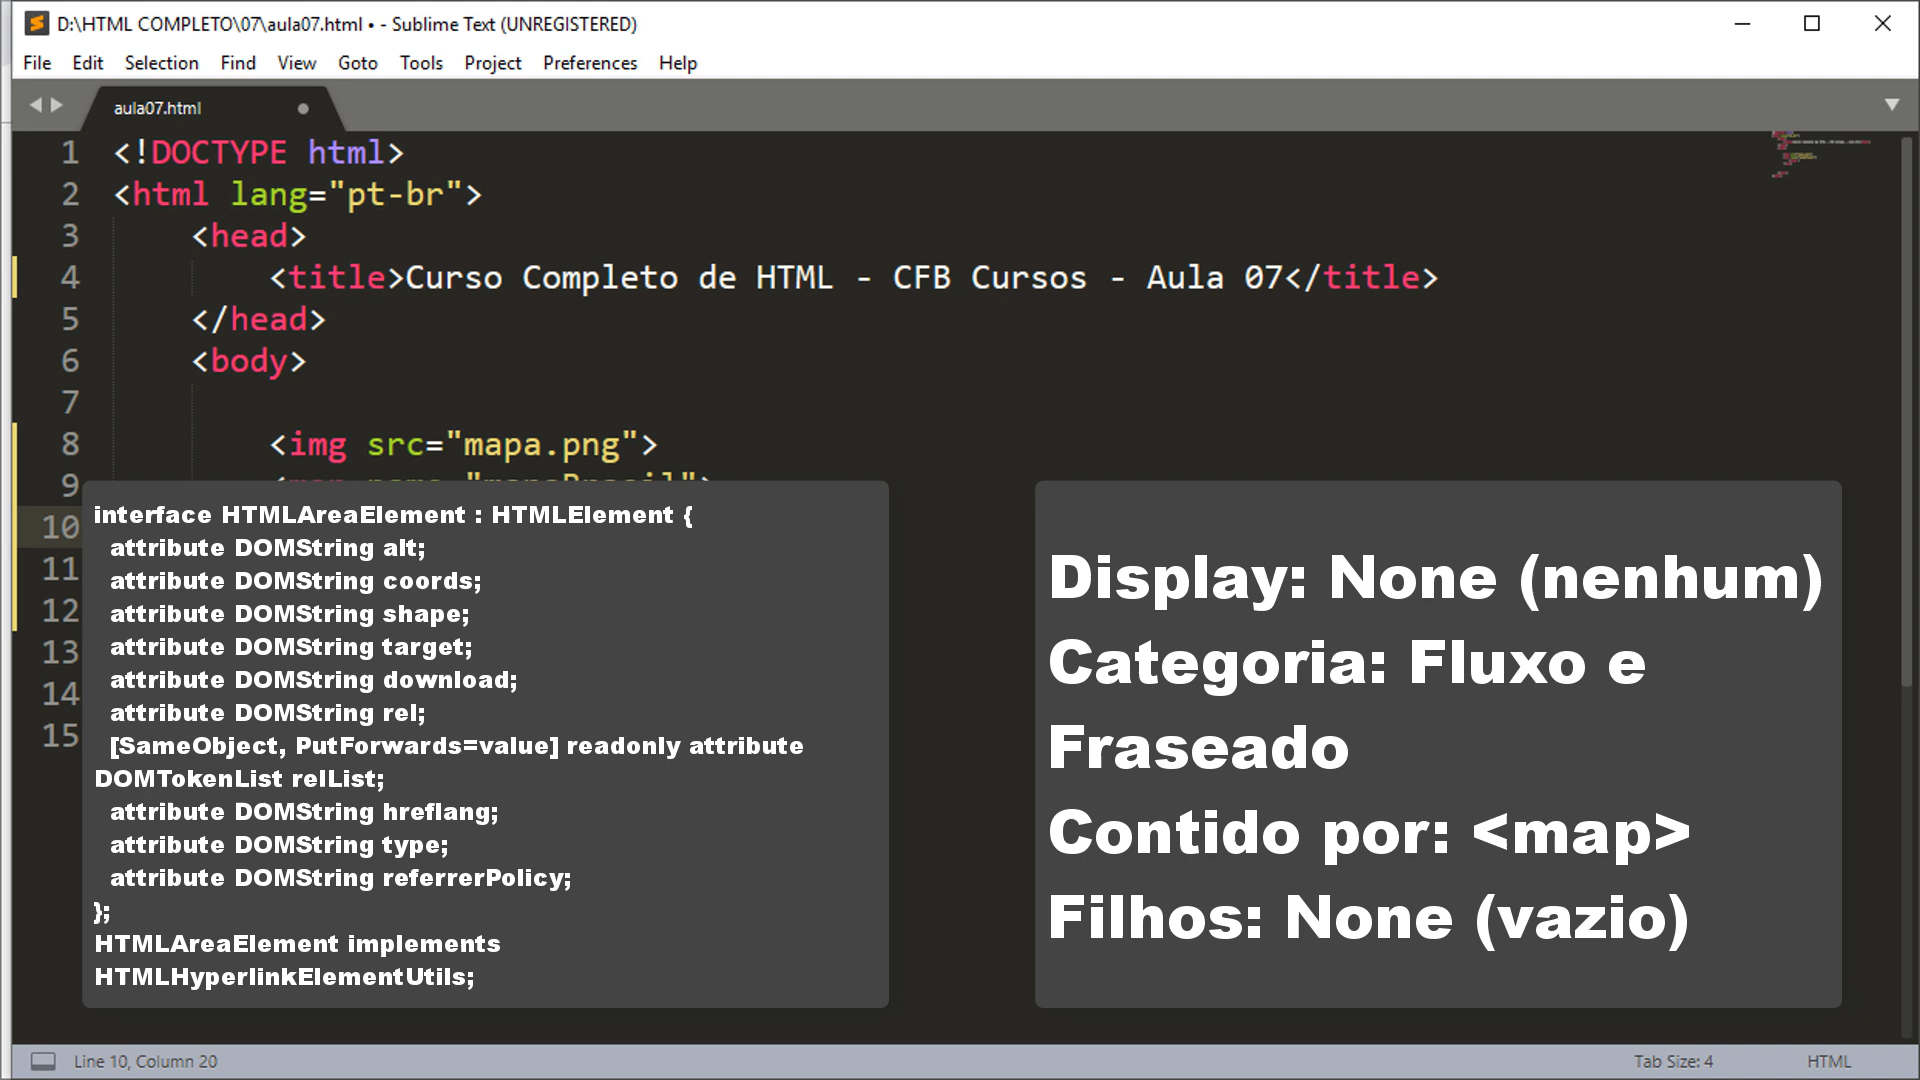 D:\HTML COMPLETO\07\aula07.html • - Sublime Text (UNREGISTERED)
File Edit Selection Find View Goto Tools Project Preferences Help
aula07.html
1 <!DOCTYPE html>
2 <html lang="pt-br">
3 <head>
4 <title>Curso Completo de HTML - CFB Cursos - Aula 07</title>
5 </head>
6 <body>
7
8 <img src="mapa.png">
9 <map name="mapaBrasil">
10
11
12
13
14
15
interface HTMLAreaElement : HTMLElement {
attribute DOMString alt;
attribute DOMString coords;
attribute DOMString shape;
attribute DOMString target;
attribute DOMString download;
attribute DOMString rel;
[SameObject, PutForwards=value] readonly attribute
DOMTokenList relList;
attribute DOMString hreflang;
attribute DOMString type;
attribute DOMString referrerPolicy;
};
HTMLAreaElement implements
HTMLHyperlinkElementUtils;
Display: None (nenhum)
Categoria: Fluxo e
Fraseado
Contido por: <map>
Filhos: None (vazio)
Line 10, Column 20
Tab Size: 4
HTML